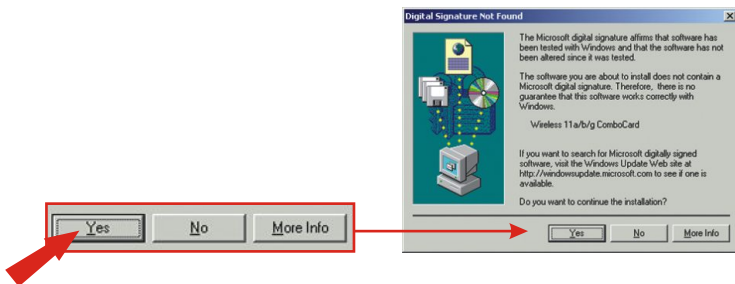 Digital Signature Not Found
The Microsoft digital signature affirms that software has
been tested with Windows and that the software has not
been altered since it was tested.
The software you are about to install does not contain a
Microsoft digital signature. Therefore, there is no
guarantee that this software works correctly with
Windows.
Wireless 11a/b/g ComboCard
If you want to search for Microsoft digitally signed
software, visit the Windows Update Web site at
http://windowsupdate.microsoft.com to see if one is
available.
Do you want to continue the installation?
Yes No More Info
Yes No More Info